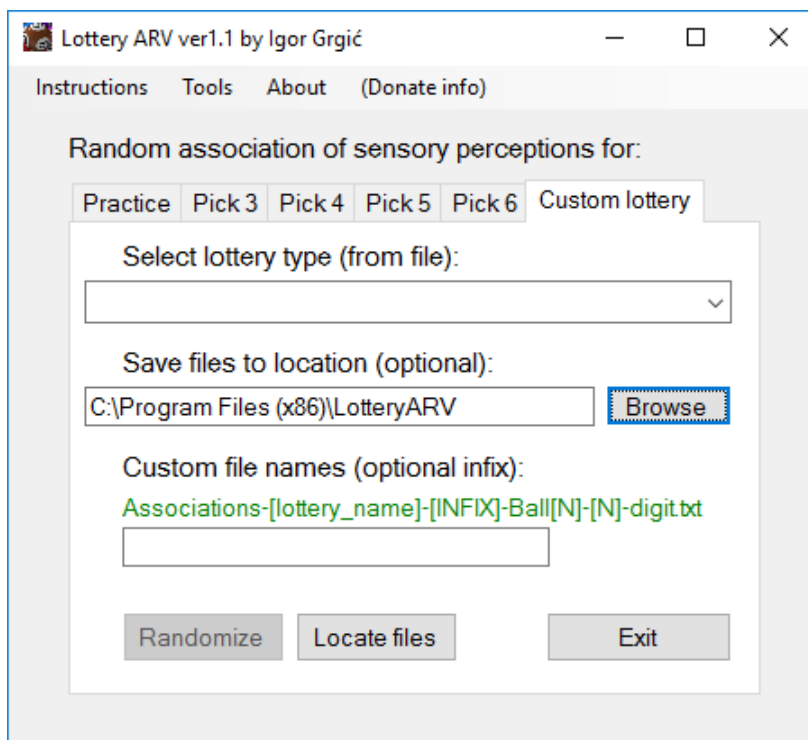 Lottery ARV ver1.1 by Igor Grgić
Instructions Tools About (Donate info)
Random association of sensory perceptions for:
Practice Pick 3 Pick 4 Pick 5 Pick 6 Custom lottery
Select lottery type (from file):
Save files to location (optional):
C:\Program Files (x86)\LotteryARV Browse
Custom file names (optional infix):
Associations-[lottery_name]-[INFIX]-Ball[N]-[N]-digit.txt
Randomize Locate files Exit